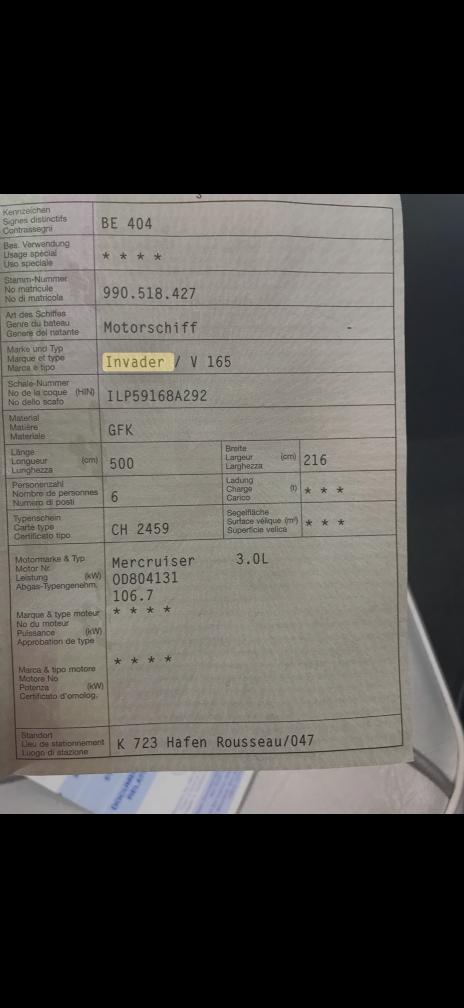 Kennzeichen
Signes distinctifs
Contrassegni
BE 404
Bes. Verwendung
Usage spécial
Uso speciale
* * * *
Stamm-Nummer
No matricule
No di matricola
990.518.427
Art des Schiffes
Genre du bateau
Genere del natante
Motorschiff -
Marke und Typ
Marque et type
Marca e tipo
Invader / V 165
Schale-Nummer
No de la coque (HIN)
No dello scafo
ILP59168A292
Material
Matière
Materiale
GFK
Länge
Longueur (cm)
Lunghezza
500
Breite
Largeur (cm)
Larghezza
216
Personenzahl
Nombre de personnes
Numero di posti
6
Ladung
Charge (t)
Carico
* * *
Typenschein
Carte type
Certificato tipo
CH 2459
Segelfläche
Surface vélique (m²)
Superficie velica
* * *
Motormarke & Typ
Motor Nr.
Leistung (kW)
Abgas-Typengenehm.
Mercruiser 3.0L
OD804131
106.7
Marque & type moteur
No du moteur
Puissance (kW)
Approbation de type
* * * *
Marca & tipo motore
Motore No
Potenza (kW)
Certificato d'omolog.
* * * *
Standort
Lieu de stationnement
Luogo di stazione
K 723 Hafen Rousseau/047